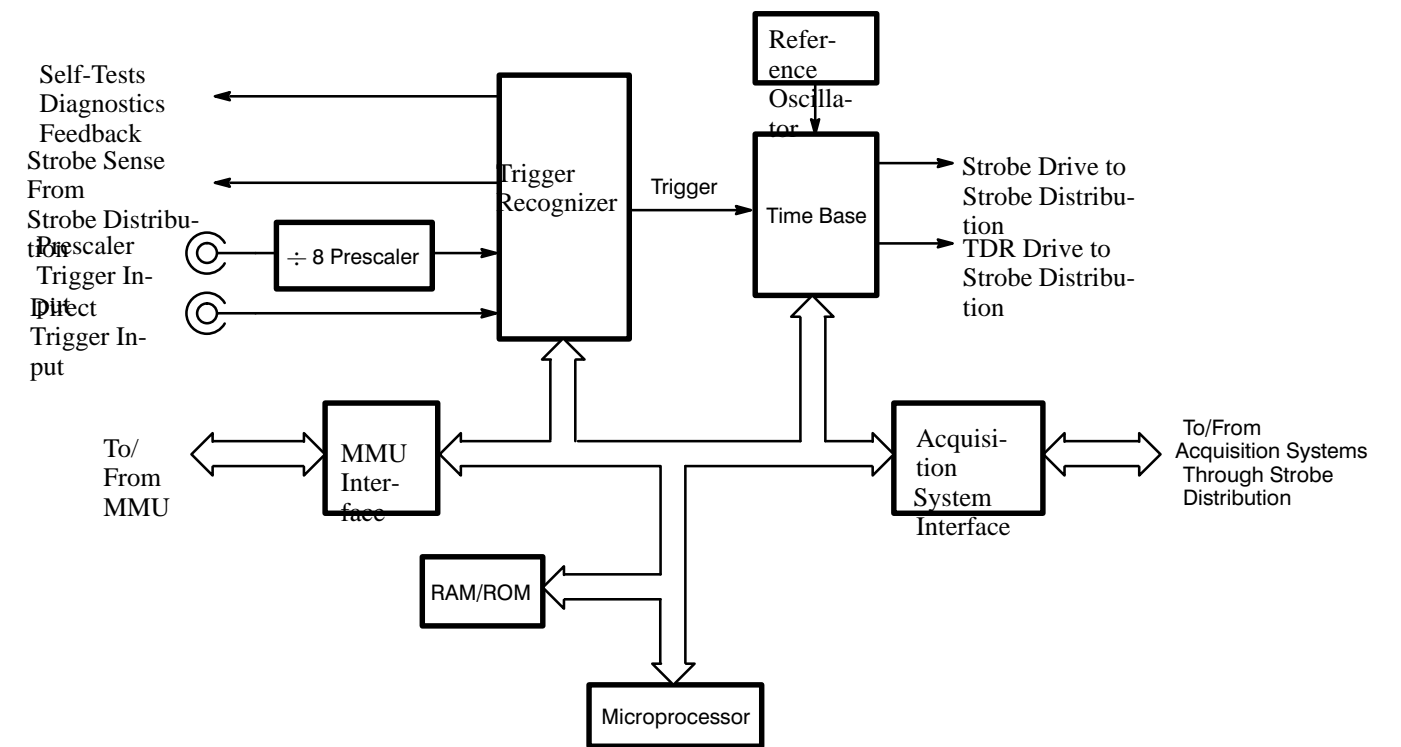 Refer-
ence
Oscilla-
tor
Self-Tests
Diagnostics
Feedback
Strobe Sense
From
Strobe Distribu-
tion
Prescaler
Trigger In-
put
Direct
Trigger In-
put
÷ 8 Prescaler
Trigger
Recognizer
Trigger
Time Base
Strobe Drive to
Strobe Distribu-
tion
TDR Drive to
Strobe Distribu-
tion
To/
From
MMU
MMU
Inter-
face
Acquisi-
tion
System
Interface
To/From
Acquisition Systems
Through Strobe
Distribution
RAM/ROM
Microprocessor